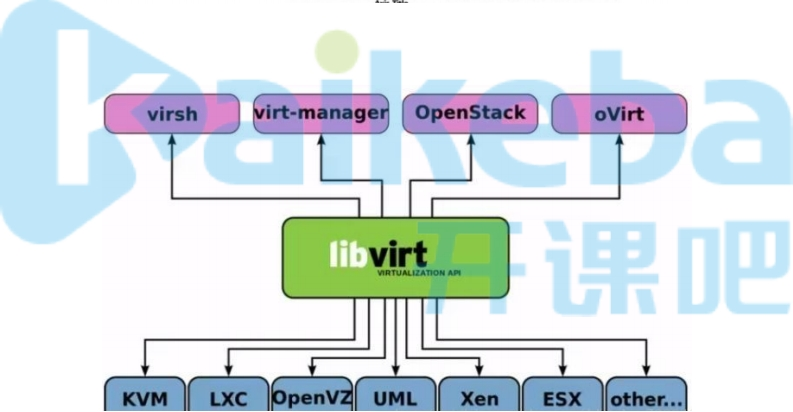 kaikeba
virsh
virt-manager
OpenStack
oVirt
libvirt
VIRTUALIZATION API
开课吧
KVM
LXC
OpenVZ
UML
Xen
ESX
other...